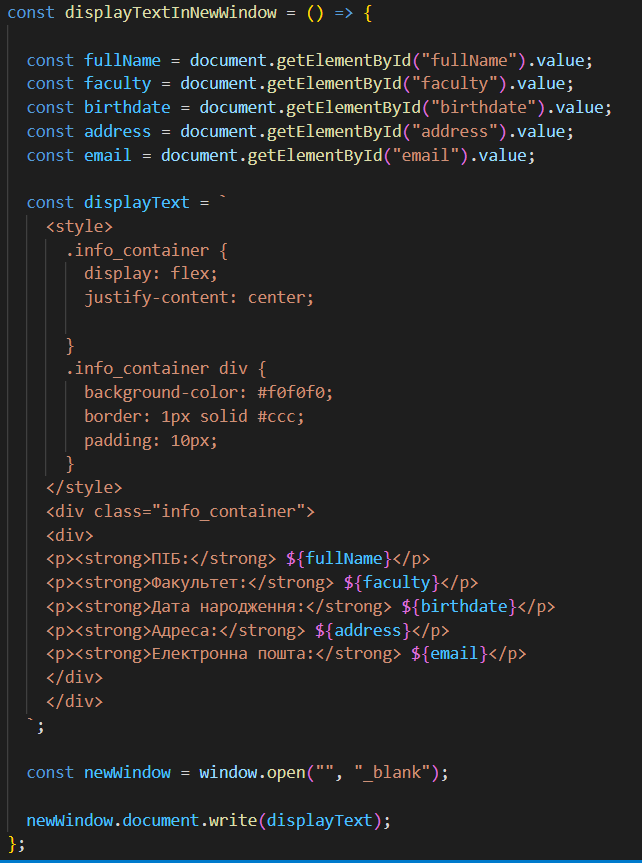 const displayTextInNewWindow = () => {
const fullName = document.getElementById("fullName").value;
const faculty = document.getElementById("faculty").value;
const birthdate = document.getElementById("birthdate").value;
const address = document.getElementById("address").value;
const email = document.getElementById("email").value;
const displayText = `
<style>
.info_container {
display: flex;
justify-content: center;
}
.info_container div {
background-color: #f0f0f0;
border: 1px solid #ccc;
padding: 10px;
}
</style>
<div class="info_container">
<div>
<p><strong>ПІБ:</strong> ${fullName}</p>
<p><strong>Факультет:</strong> ${faculty}</p>
<p><strong>Дата народження:</strong> ${birthdate}</p>
<p><strong>Адреса:</strong> ${address}</p>
<p><strong>Електронна пошта:</strong> ${email}</p>
</div>
</div>
`;
const newWindow = window.open("", "_blank");
newWindow.document.write(displayText);
};